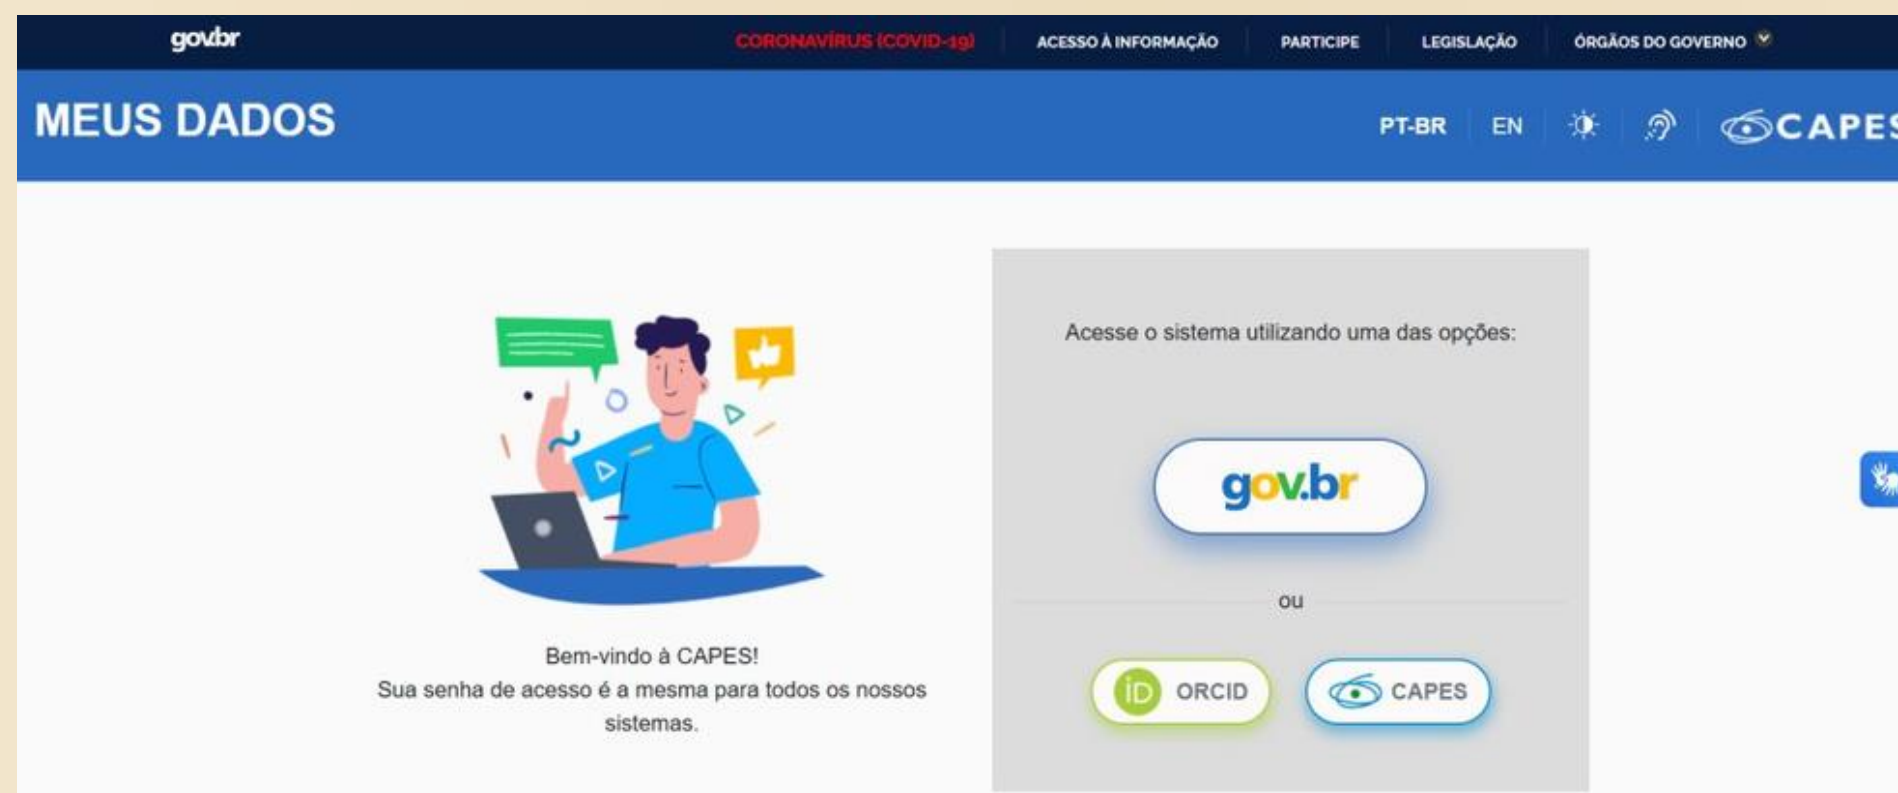 gov.br
CORONAVÍRUS (COVID-19)
ACESSO À INFORMAÇÃO
PARTICIPE
LEGISLAÇÃO
ÓRGÃOS DO GOVERNO
MEUS DADOS
PT-BR
EN
CAPES
Acesse o sistema utilizando uma das opções:
gov.br
ou
iD ORCID
CAPES
Bem-vindo à CAPES!
Sua senha de acesso é a mesma para todos os nossos
sistemas.